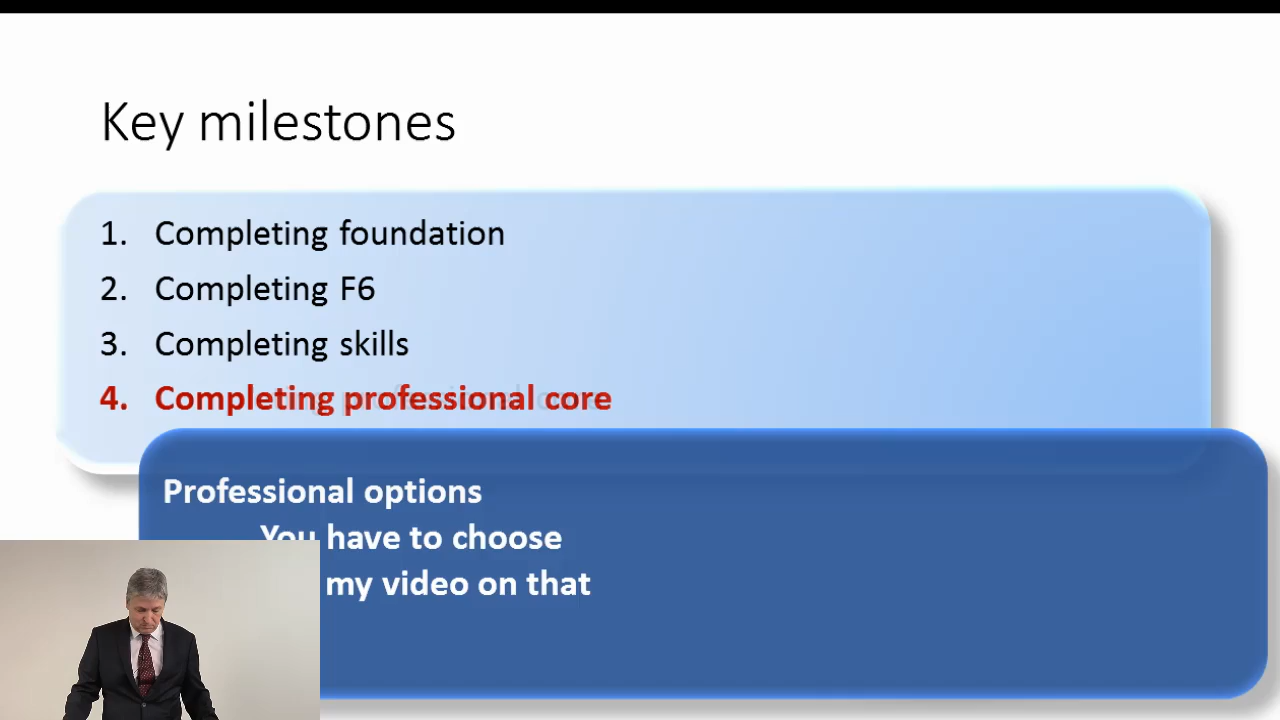 Key milestones
1. Completing foundation
2. Completing F6
3. Completing skills
4. Completing professional core
Professional options
You have to choose
my video on that